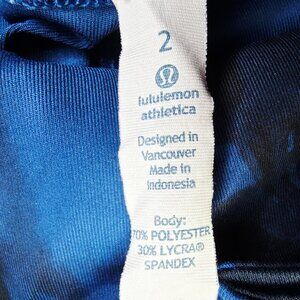 2
lululemon
athletica
Designed in
Vancouver
Made in
Indonesia
Body:
70% POLYESTER
30% LYCRA®
SPANDEX